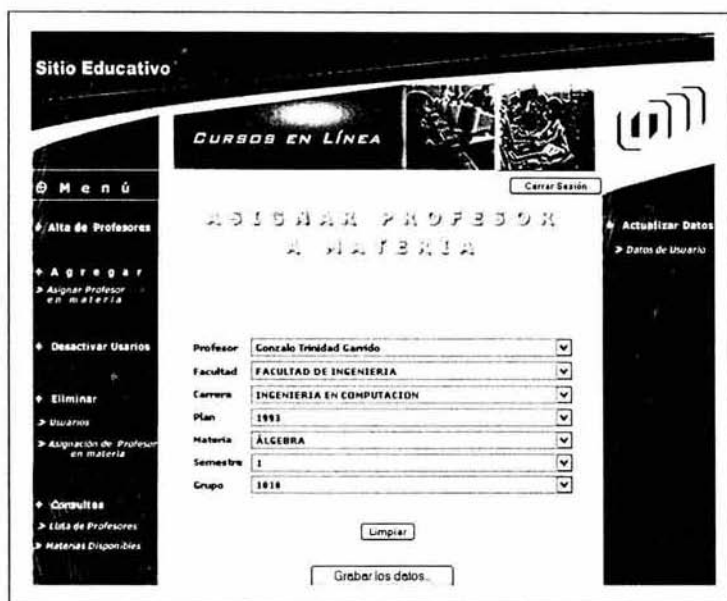 Sitio Educativo
CURSOS EN LÍNEA
Menú
Cerrar Sesión
ASIGNAR PROFESOR
A MATERIA
Alta de Profesores
Agregar
Asignar Profesor
en materia
Desactivar Usarios
Eliminar
Usuarios
Asignación de Profesor
en materia
Consultas
Lista de Profesores
Materias Disponibles
Profesor Gonzalo Trinidad Garrido
Facultad FACULTAD DE INGENIERIA
Carrera INGENIERIA EN COMPUTACION
Plan 1993
Materia ÁLGEBRA
Semestre 1
Grupo 1010
Limpiar
Grabar los datos..
Actualizar Datos
Datos de Usuario